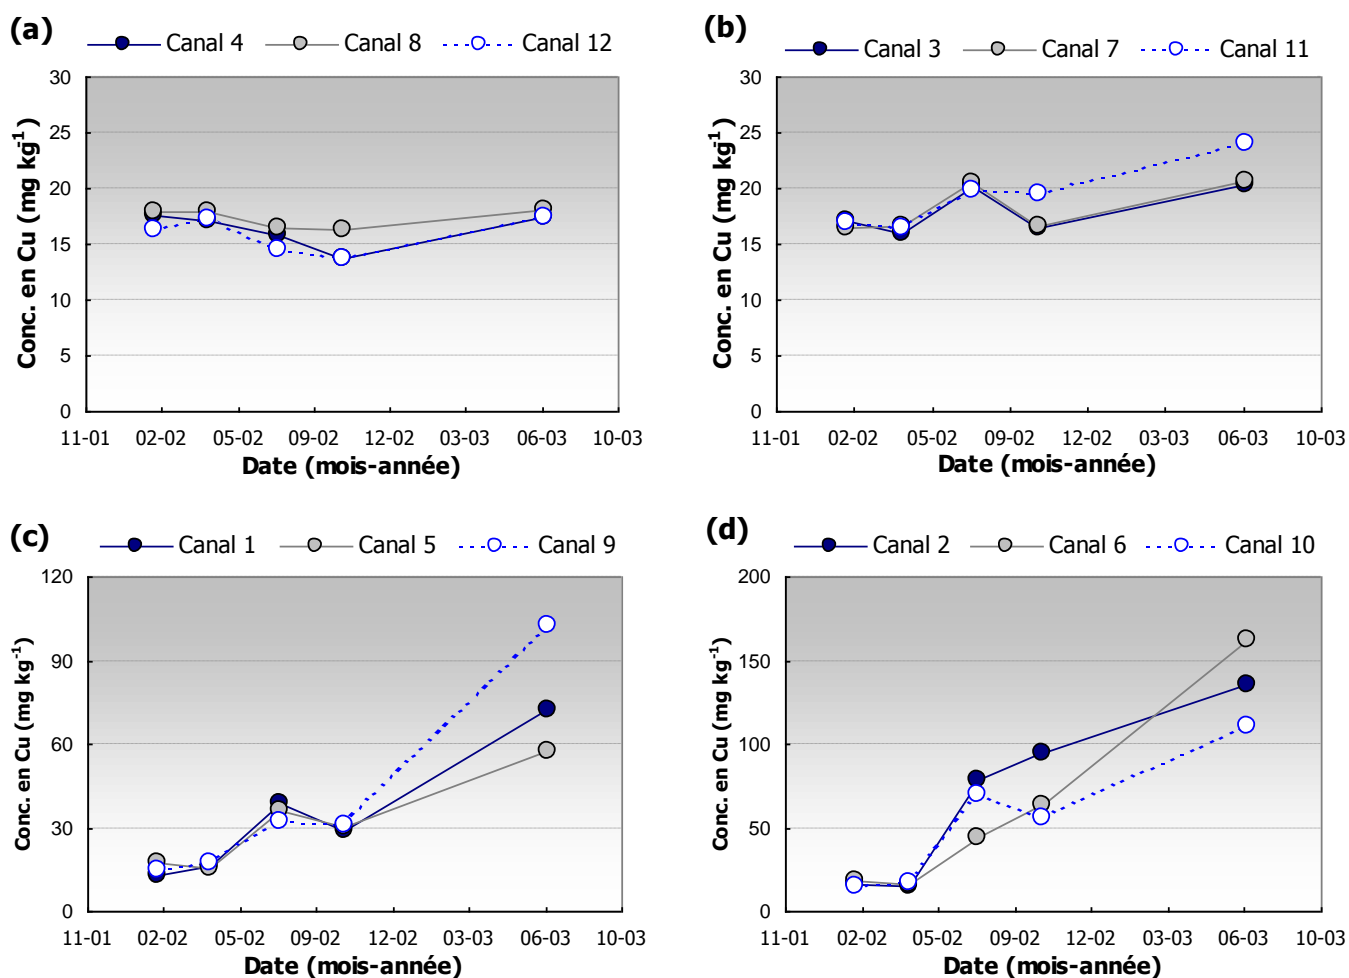 (a)
Canal 4 Canal 8 Canal 12
30
25
20
15
10
5
0
Conc. en Cu (mg kg-1)
11-01 02-02 05-02 09-02 12-02 03-03 06-03 10-03
Date (mois-année)
(b)
Canal 3 Canal 7 Canal 11
30
25
20
15
10
5
0
Conc. en Cu (mg kg-1)
11-01 02-02 05-02 09-02 12-02 03-03 06-03 10-03
Date (mois-année)
(c)
Canal 1 Canal 5 Canal 9
120
90
60
30
0
Conc. en Cu (mg kg-1)
11-01 02-02 05-02 09-02 12-02 03-03 06-03 10-03
Date (mois-année)
(d)
Canal 2 Canal 6 Canal 10
200
150
100
50
0
Conc. en Cu (mg kg-1)
11-01 02-02 05-02 09-02 12-02 03-03 06-03 10-03
Date (mois-année)